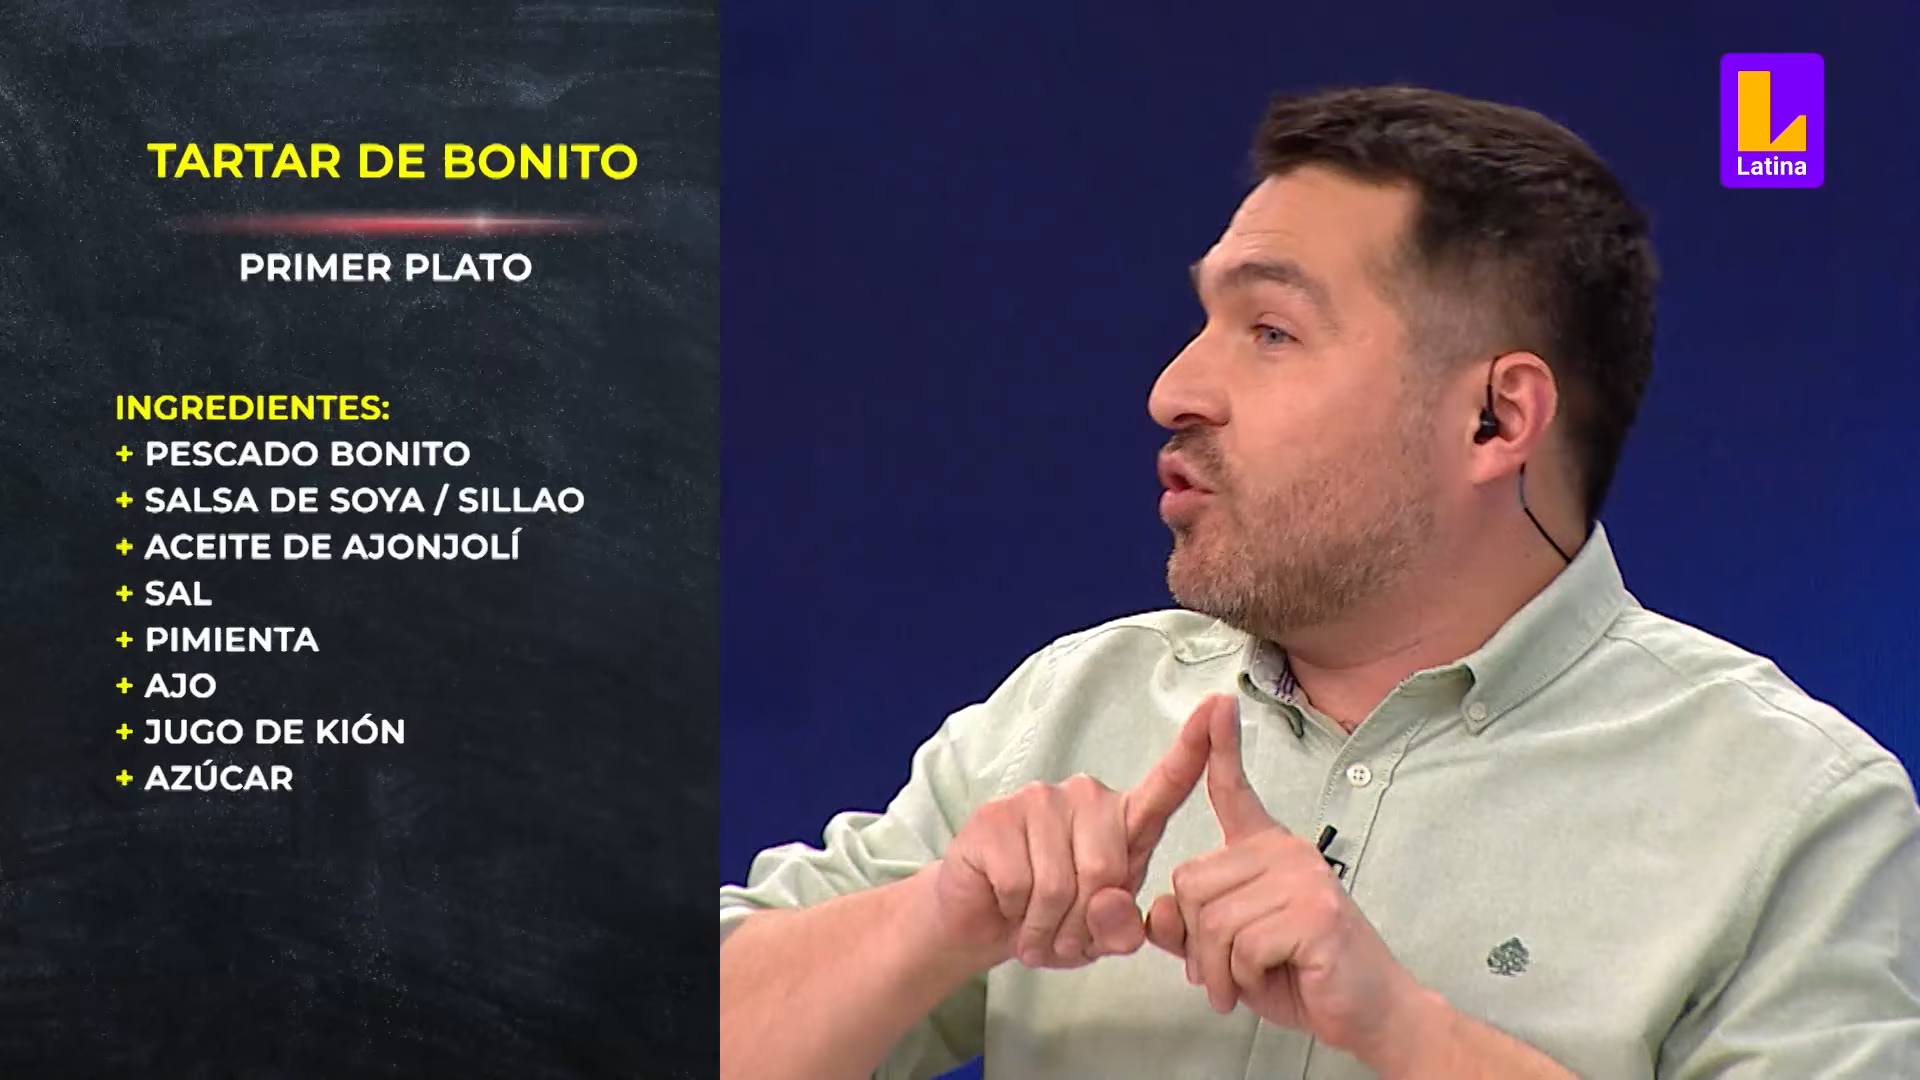 TARTAR DE BONITO
PRIMER PLATO
INGREDIENTES:
+ PESCADO BONITO
+ SALSA DE SOYA / SILLAO
+ ACEITE DE AJONJOLÍ
+ SAL
+ PIMIENTA
+ AJO
+ JUGO DE KIÓN
+ AZÚCAR
Latina